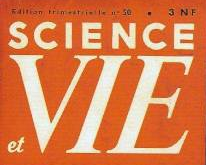 Edition trimestrielle n° 50 • 3 NF
SCIENCE
et VIE